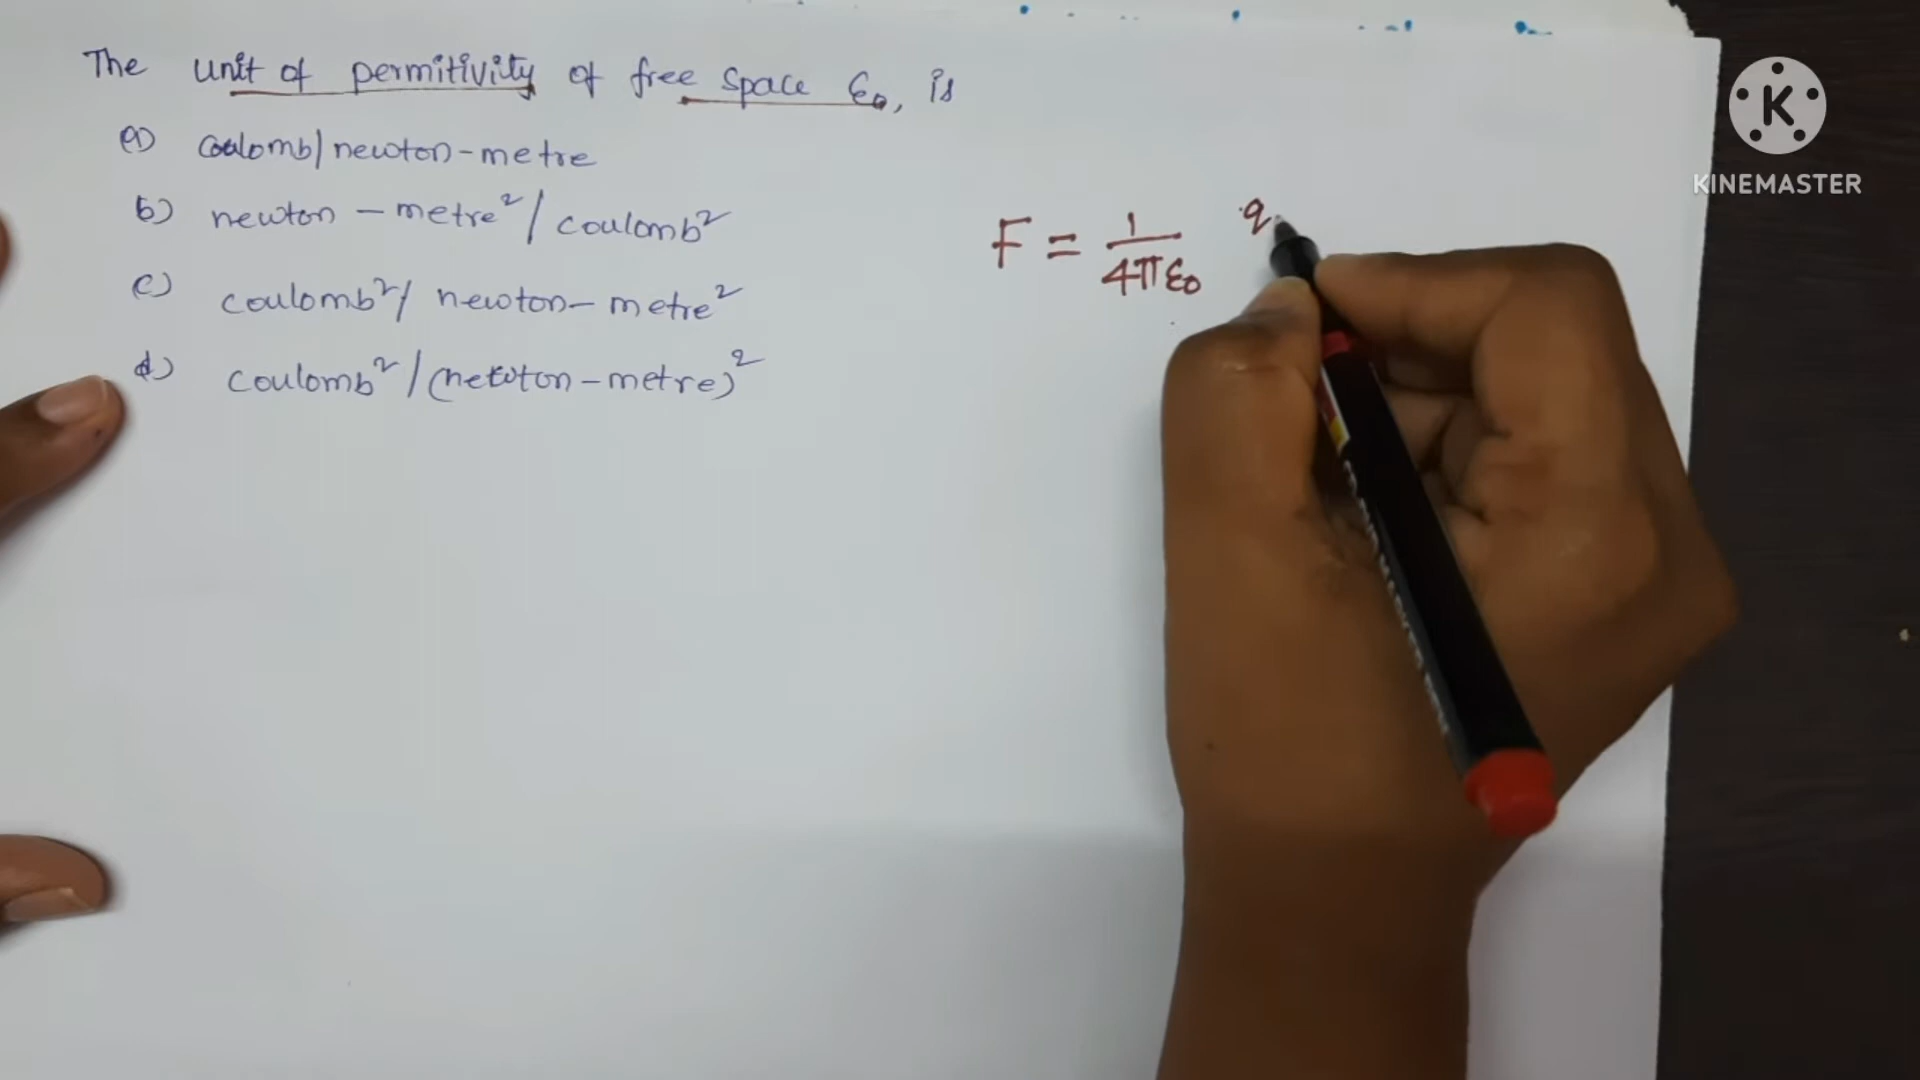 The unit of permitivity of free space ε₀, is
a) coulomb/newton-metre
b) newton - metre²/coulomb²
c) coulomb²/newton-metre²
d) coulomb²/(newton-metre)²
F = 1/4πε₀ q
K
KINEMASTER